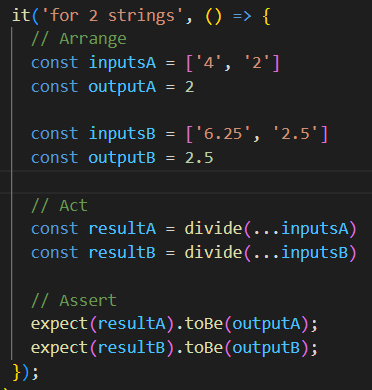 it('for 2 strings', () => {
  // Arrange
  const inputsA = ['4', '2']
  const outputA = 2

  const inputsB = ['6.25', '2.5']
  const outputB = 2.5

  // Act
  const resultA = divide(...inputsA)
  const resultB = divide(...inputsB)

  // Assert
  expect(resultA).toBe(outputA);
  expect(resultB).toBe(outputB);
});